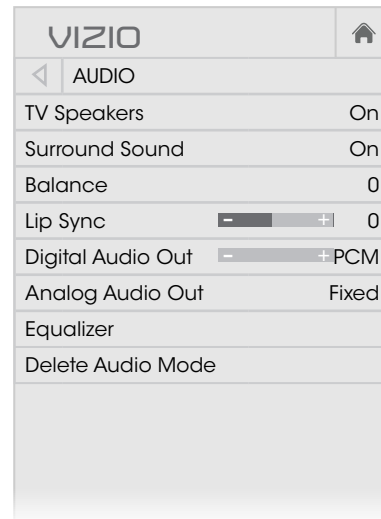 VIZIO
AUDIO
TV Speakers On
Surround Sound On
Balance 0
Lip Sync - + 0
Digital Audio Out - + PCM
Analog Audio Out Fixed
Equalizer
Delete Audio Mode